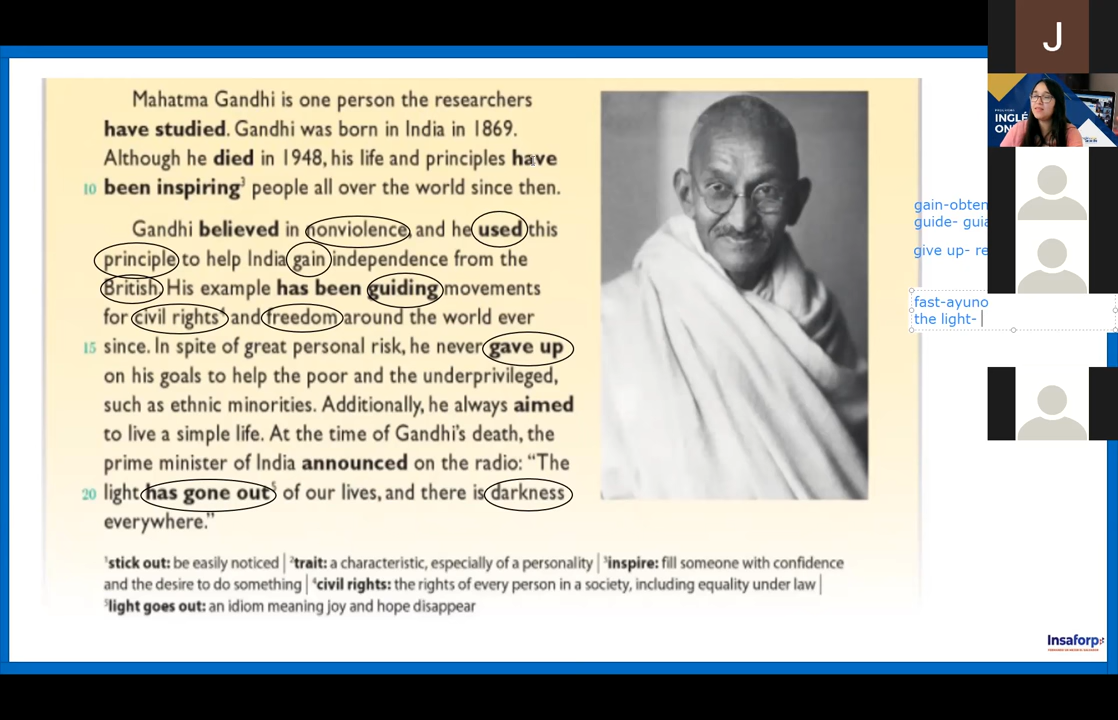 Mahatma Gandhi is one person the researchers
have studied. Gandhi was born in India in 1869.
Although he died in 1948, his life and principles have
10 been inspiring³ people all over the world since then.
Gandhi believed in nonviolence, and he used this
principle to help India gain independence from the
British. His example has been guiding movements
for civil rights⁴ and freedom around the world ever
15 since. In spite of great personal risk, he never gave up
on his goals to help the poor and the underprivileged,
such as ethnic minorities. Additionally, he always aimed
to live a simple life. At the time of Gandhi's death, the
prime minister of India announced on the radio: “The
20 light has gone out⁵ of our lives, and there is darkness
everywhere.”
¹stick out: be easily noticed | ²trait: a characteristic, especially of a personality | ³inspire: fill someone with confidence
and the desire to do something | ⁴civil rights: the rights of every person in a society, including equality under law |
⁵light goes out: an idiom meaning joy and hope disappear
J
INGLÉ
ON
gain-obten
guide- guia
give up- re
fast-ayuno
the light-
Insaforp